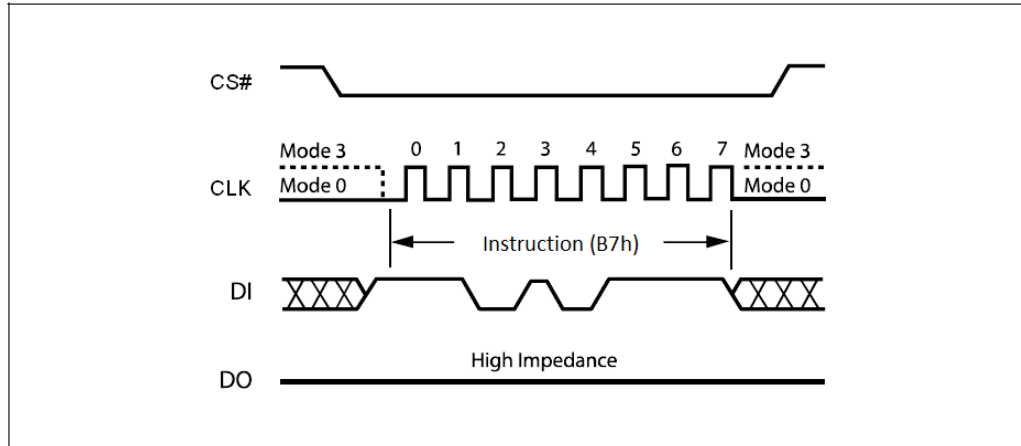 CS#
0 1 2 3 4 5 6 7
Mode 3 Mode 3
CLK
Mode 0 Mode 0
Instruction (B7h)
DI
High Impedance
DO